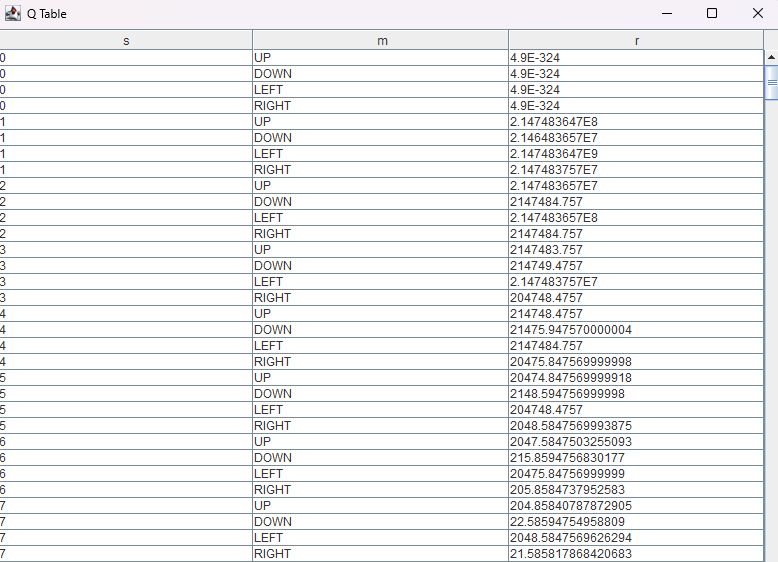 Q Table
s m r
0 UP 4.9E-324
0 DOWN 4.9E-324
0 LEFT 4.9E-324
0 RIGHT 4.9E-324
1 UP 2.147483647E8
1 DOWN 2.146483657E7
1 LEFT 2.147483647E9
1 RIGHT 2.147483757E7
2 UP 2.147483657E7
2 DOWN 2147484.757
2 LEFT 2.147483657E8
2 RIGHT 2147484.757
3 UP 2147483.757
3 DOWN 214749.4757
3 LEFT 2.147483757E7
3 RIGHT 204748.4757
4 UP 214748.4757
4 DOWN 21475.947570000004
4 LEFT 2147484.757
4 RIGHT 20475.847569999998
5 UP 20474.847569999918
5 DOWN 2148.594756999998
5 LEFT 204748.4757
5 RIGHT 2048.5847569993875
6 UP 2047.5847503255093
6 DOWN 215.8594756830177
6 LEFT 20475.84756999999
6 RIGHT 205.8584737952583
7 UP 204.85840787872905
7 DOWN 22.58594754958809
7 LEFT 2048.5847569626294
7 RIGHT 21.585817868420683